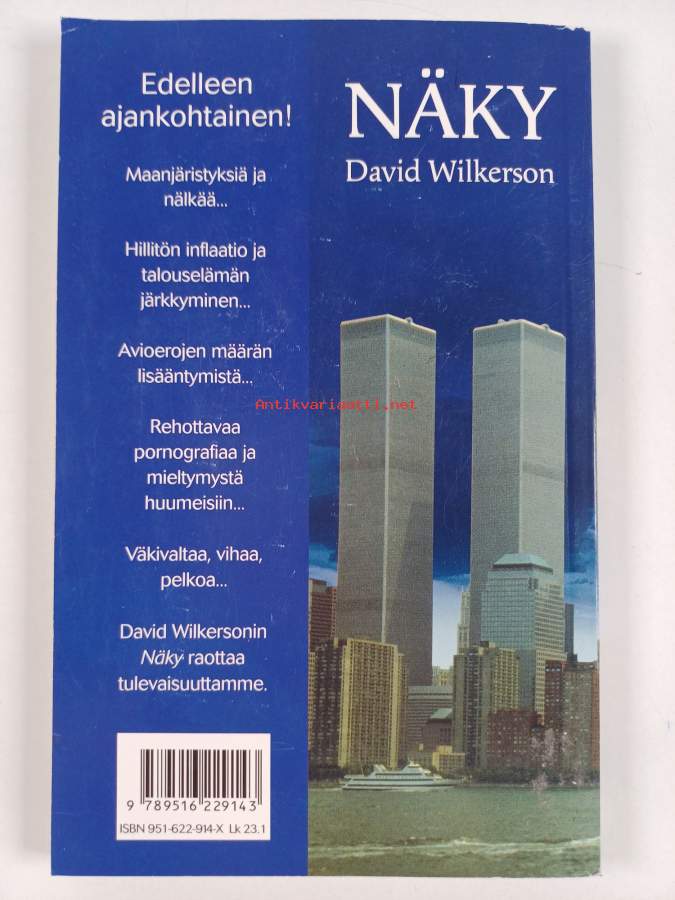 Edelleen
ajankohtainen!
Maanjäristyksiä ja
nälkää...
Hillitön inflaatio ja
talouselämän
järkkyminen...
Avioerojen määrän
lisääntymistä...
Rehottavaa
pornografiaa ja
mieltymystä
huumeisiin...
Väkivaltaa, vihaa,
pelkoa...
David Wilkersonin
Näky raottaa
tulevaisuuttamme.
9 789516 229143
ISBN 951-622-914-X Lk 23.1
NÄKY
David Wilkerson
Antikvariaatti.net